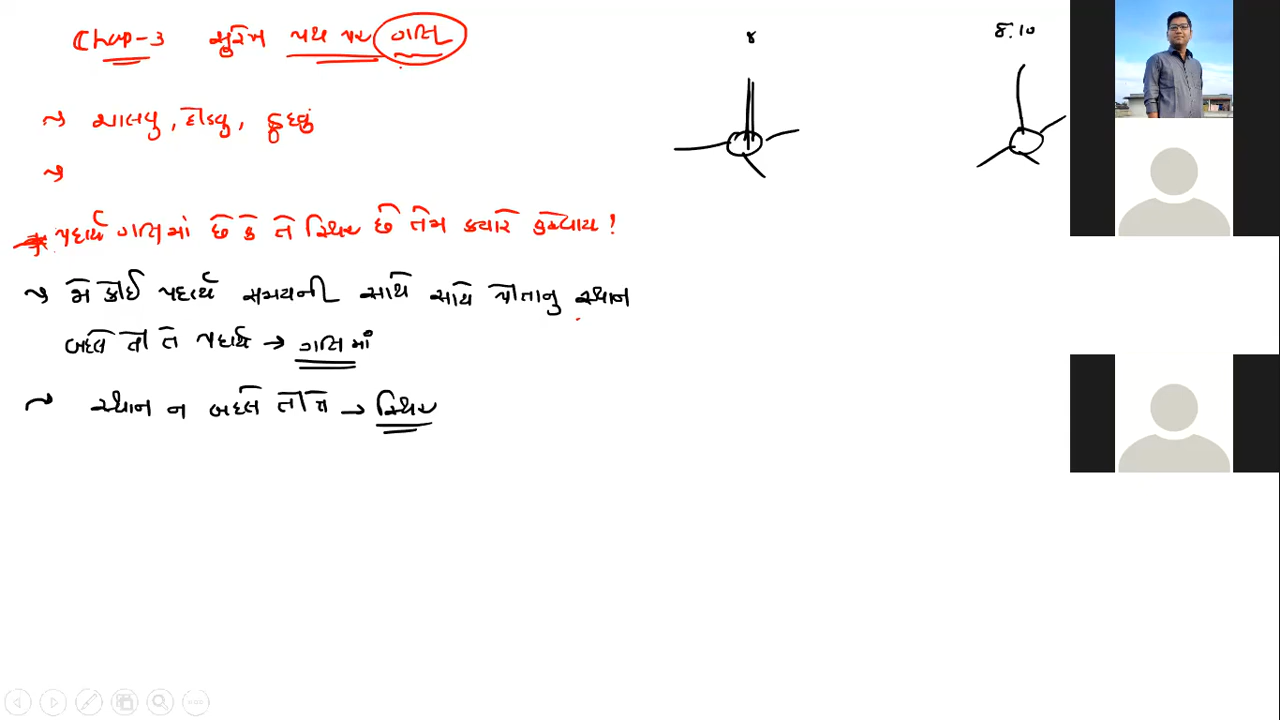 Chap-3 સુરેખ પથ પર ગતિ
→ ચાલવુ, દોડવુ, કુદવું
* પદાર્થ ગતિમાં છે કે તે સ્થિર છે તેમ ક્યારે કહેવાય?
→ જો કોઈ પદાર્થ સમયની સાથે સાથે પોતાનુ સ્થાન
બદલે તો તે પદાર્થ → ગતિમાં
→ સ્થાન ન બદલે તો → સ્થિર
8
8:10